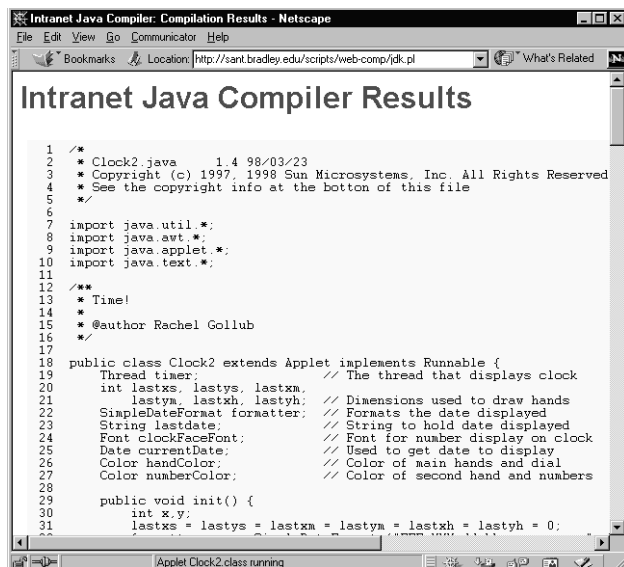 Intranet Java Compiler: Compilation Results - Netscape
File Edit View Go Communicator Help
Bookmarks Location: http://sant.bradley.edu/scripts/web-comp/jdk.pl What's Related N
Intranet Java Compiler Results
1 /*
2 * Clock2.java 1.4 98/03/23
3 * Copyright (c) 1997, 1998 Sun Microsystems, Inc. All Rights Reserved
4 * See the copyright info at the botton of this file
5 */
6
7 import java.util.*;
8 import java.awt.*;
9 import java.applet.*;
10 import java.text.*;
11
12 /**
13 * Time!
14 *
15 * @author Rachel Gollub
16 */
17
18 public class Clock2 extends Applet implements Runnable {
19 Thread timer; // The thread that displays clock
20 int lastxs, lastys, lastxm,
21 lastym, lastxh, lastyh; // Dimensions used to draw hands
22 SimpleDateFormat formatter; // Formats the date displayed
23 String lastdate; // String to hold date displayed
24 Font clockFaceFont; // Font for number display on clock
25 Date currentDate; // Used to get date to display
26 Color handColor; // Color of main hands and dial
27 Color numberColor; // Color of second hand and numbers
28
29 public void init() {
30 int x,y;
31 lastxs = lastys = lastxm = lastym = lastxh = lastyh = 0;
Applet Clock2.class running